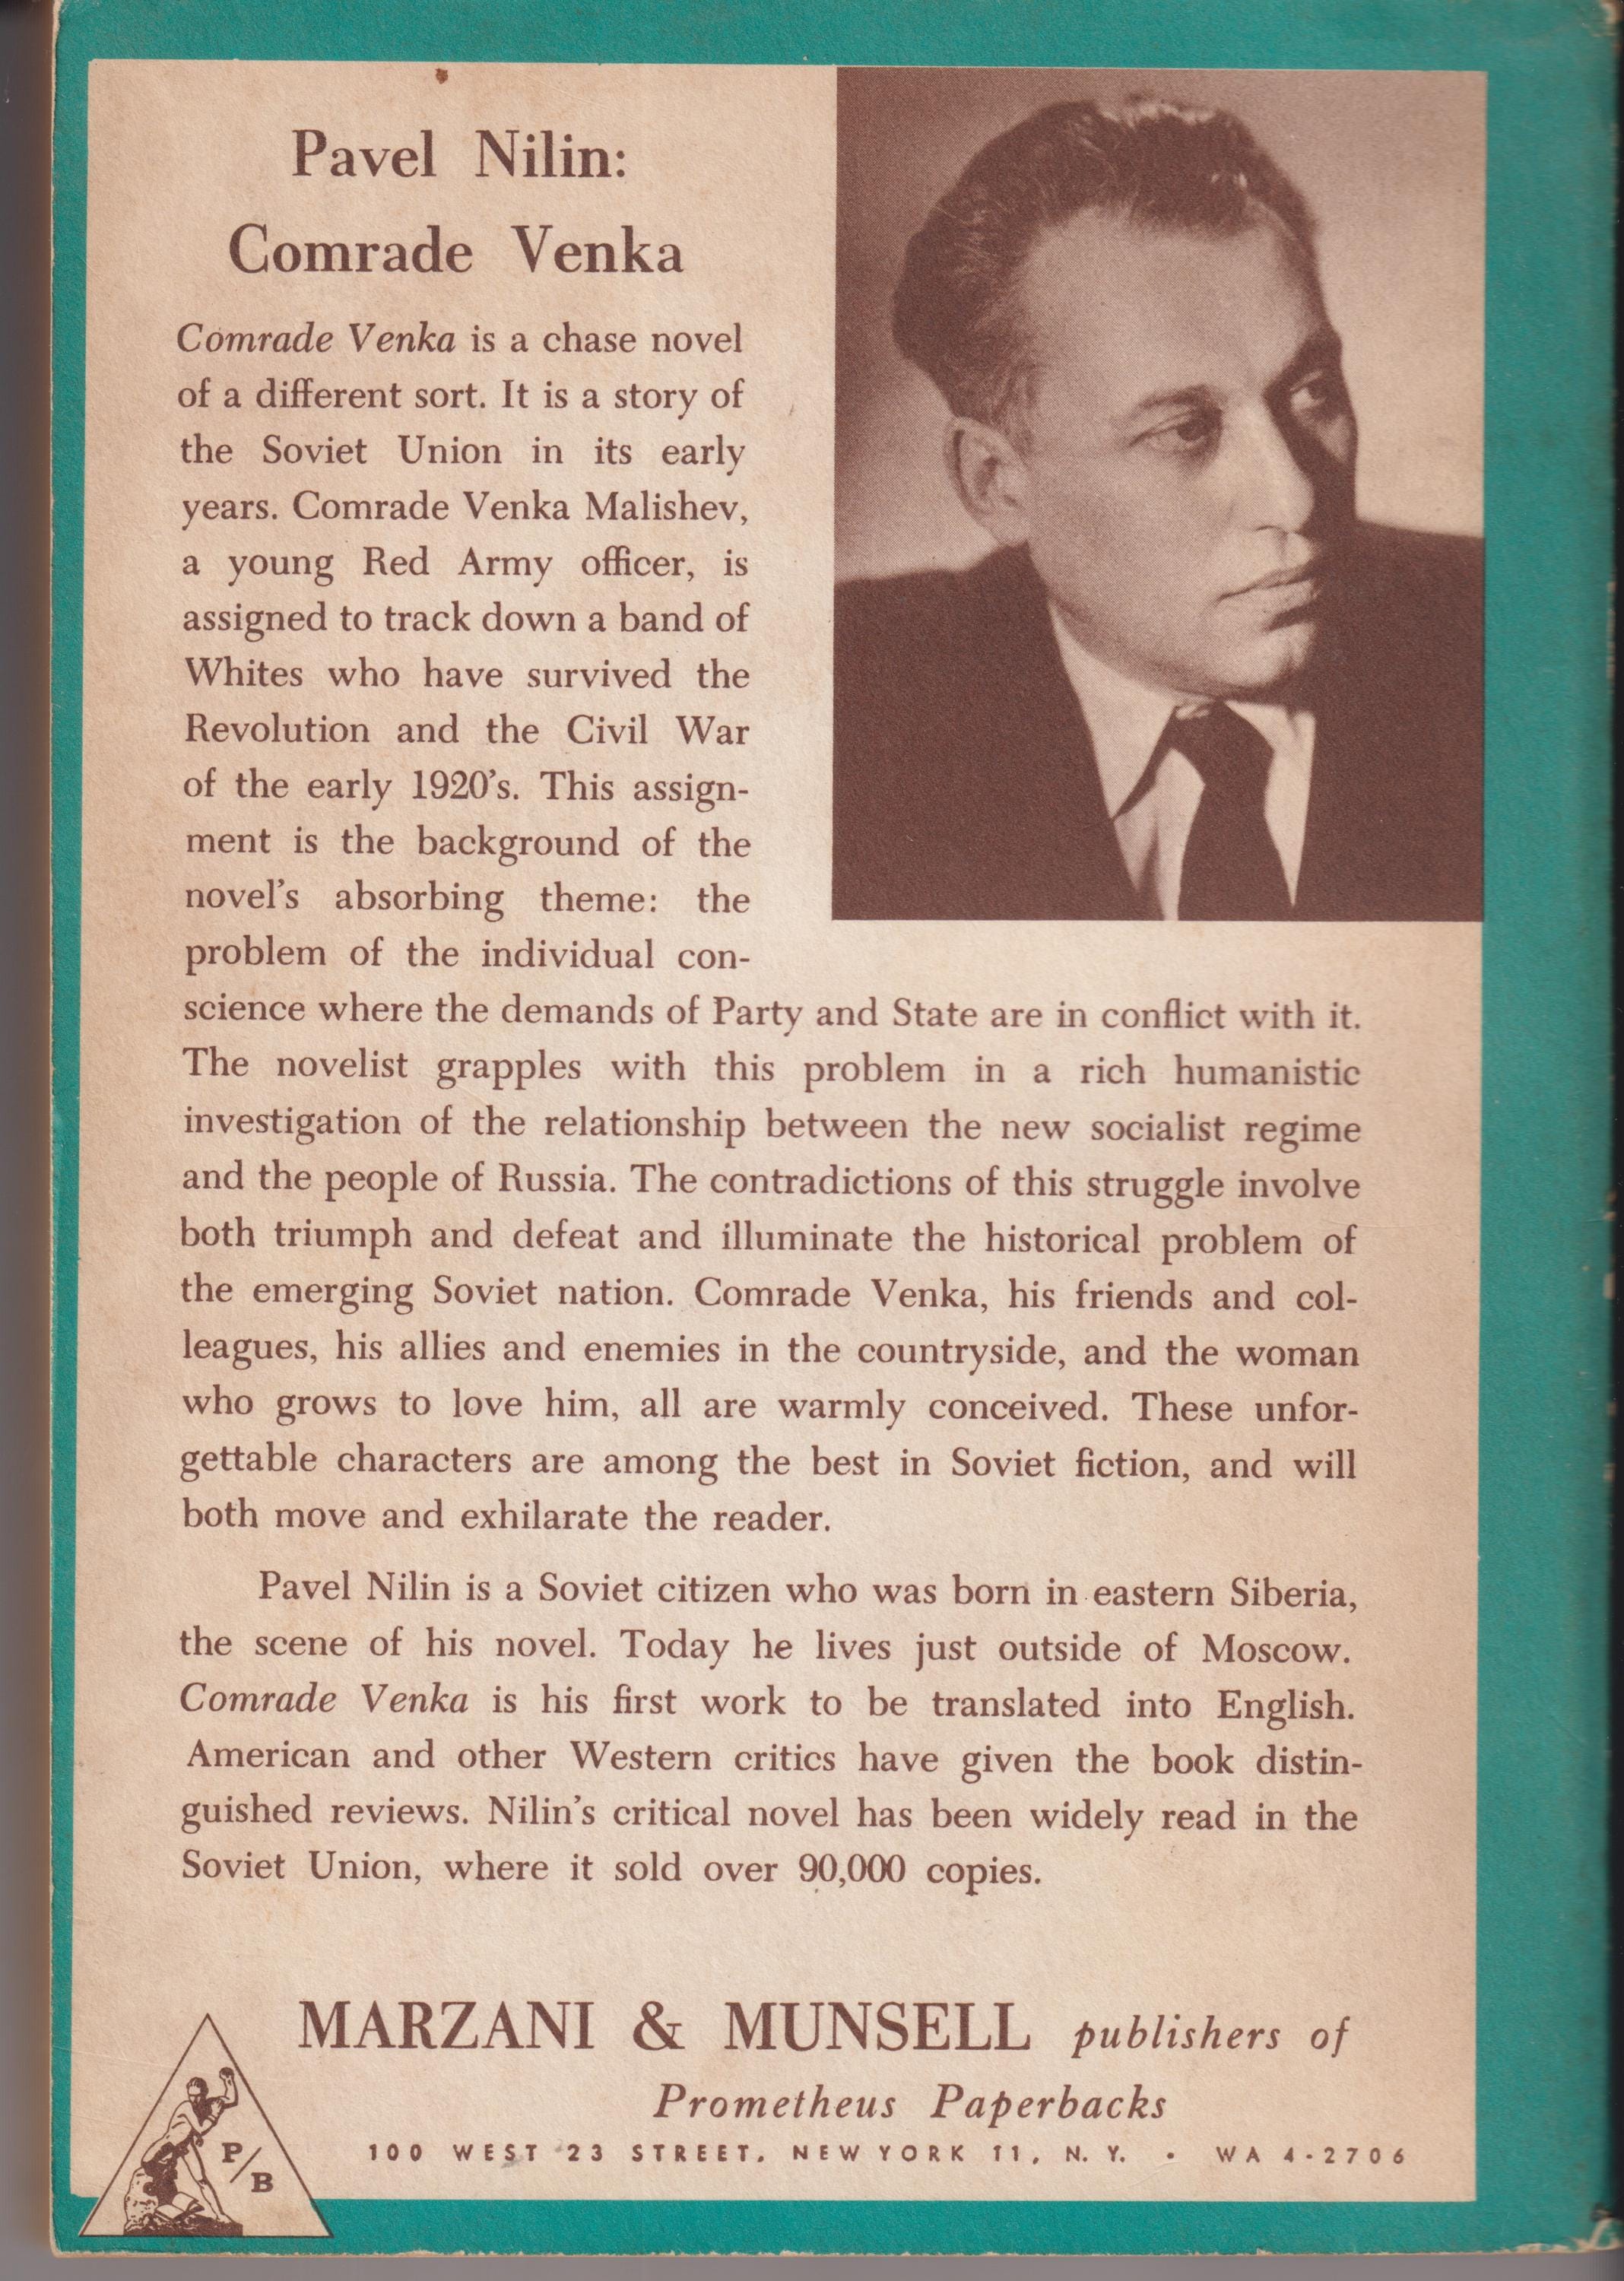 Pavel Nilin:
Comrade Venka
Comrade Venka is a chase novel
of a different sort. It is a story of
the Soviet Union in its early
years. Comrade Venka Malishev,
a young Red Army officer, is
assigned to track down a band of
Whites who have survived the
Revolution and the Civil War
of the early 1920's. This assign-
ment is the background of the
novel's absorbing theme: the
problem of the individual con-
science where the demands of Party and State are in conflict with it.
The novelist grapples with this problem in a rich humanistic
investigation of the relationship between the new socialist regime
and the people of Russia. The contradictions of this struggle involve
both triumph and defeat and illuminate the historical problem of
the emerging Soviet nation. Comrade Venka, his friends and col-
leagues, his allies and enemies in the countryside, and the woman
who grows to love him, all are warmly conceived. These unfor-
gettable characters are among the best in Soviet fiction, and will
both move and exhilarate the reader.
Pavel Nilin is a Soviet citizen who was born in eastern Siberia,
the scene of his novel. Today he lives just outside of Moscow.
Comrade Venka is his first work to be translated into English.
American and other Western critics have given the book distin-
guished reviews. Nilin's critical novel has been widely read in the
Soviet Union, where it sold over 90,000 copies.
MARZANI & MUNSELL publishers of
Prometheus Paperbacks
100 WEST 23 STREET, NEW YORK 11, N. Y. • WA 4-2706
P/B